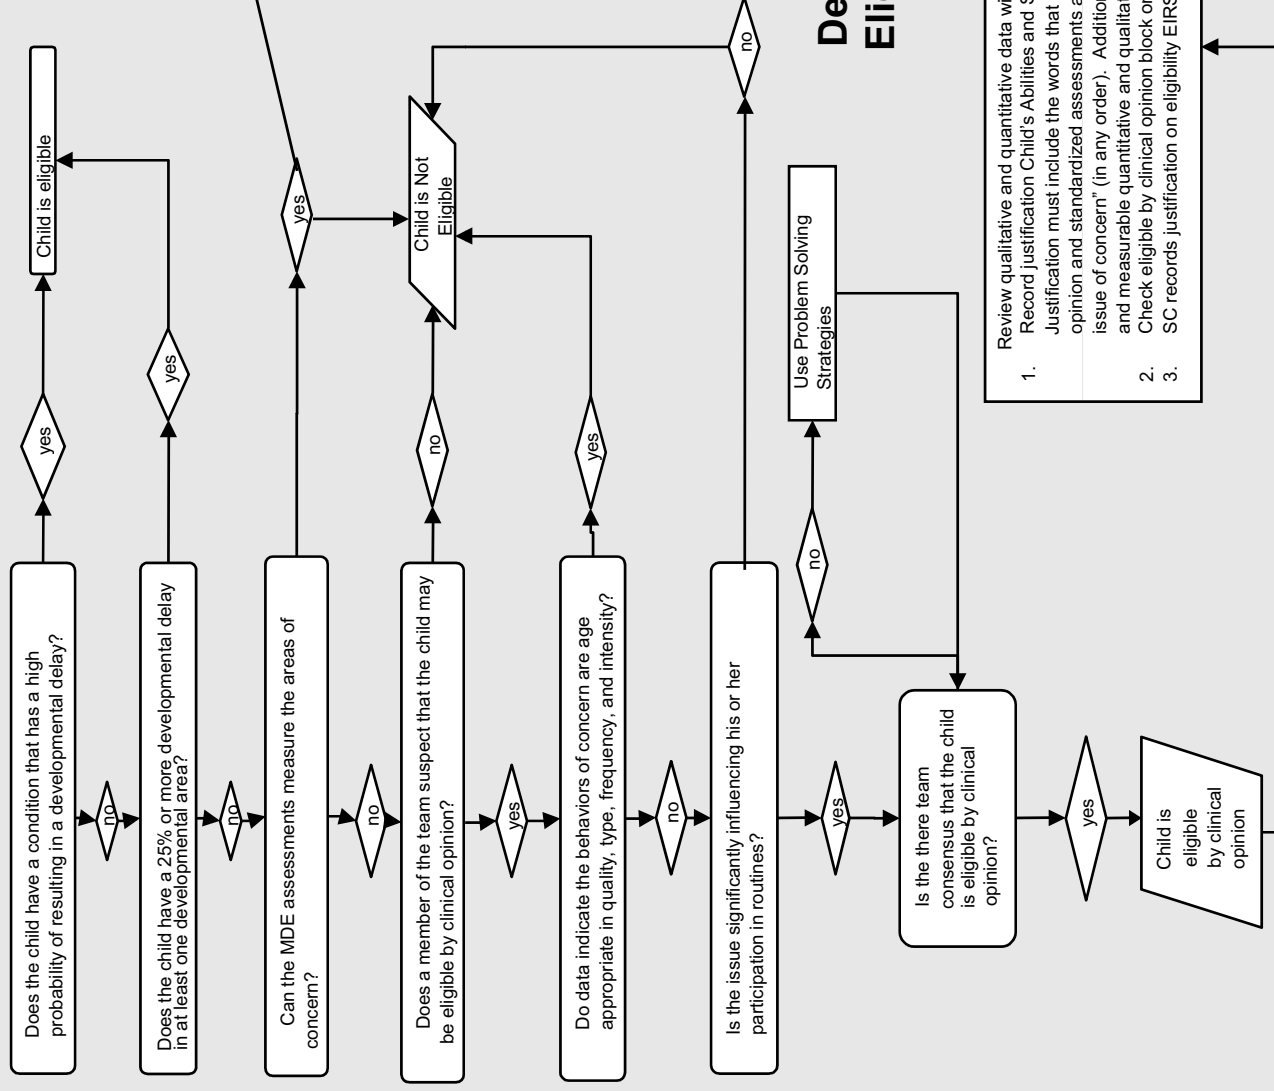 Does the child have a condition that has a high
probability of resulting in a developmental delay?
yes
Child is eligible
no
Does the child have a 25% or more developmental delay
in at least one developmental area?
yes
no
Can the MDE assessments measure the areas of
concern?
yes
no
Does a member of the team suspect that the child may
be eligible by clinical opinion?
no
Child is Not
Eligible
yes
Do data indicate the behaviors of concern are age
appropriate in quality, type, frequency, and intensity?
yes
no
Is the issue significantly influencing his or her
participation in routines?
no
yes
no
Use Problem Solving
Strategies
Is the there team
consensus that the child
is eligible by clinical
opinion?
yes
Child is
eligible
by clinical
opinion
Review qualitative and quantitative data
1. Record justification Child’s Abilities and
Justification must include the words that
opinion and standardized assessments
issue of concern” (in any order). Addition
and measurable quantitative and
2. Check eligible by clinical opinion block or
3. SC records justification on eligibility EIRS